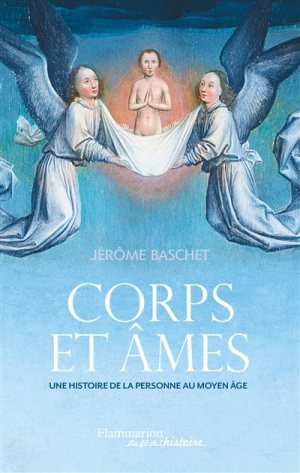 JÉRÔME BASCHET
CORPS
ET ÂMES
UNE HISTOIRE DE LA PERSONNE AU MOYEN ÂGE
Flammarion
Au fil de l'histoire